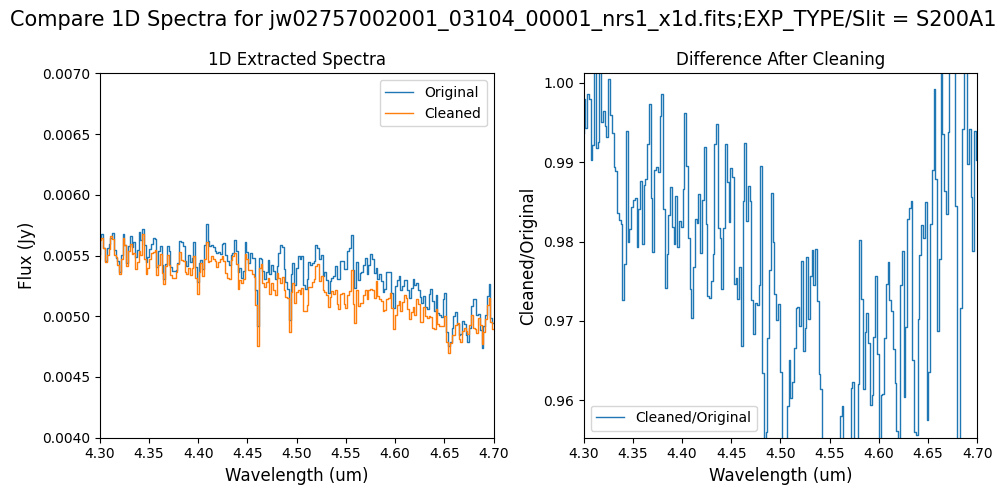 Compare 1D Spectra for jw02757002001_03104_00001_nrs1_x1d.fits;EXP_TYPE/Slit = S200A1
1D Extracted Spectra
Flux (Jy)
0.0070
0.0065
0.0060
0.0055
0.0050
0.0045
0.0040
Original
Cleaned
4.30 4.35 4.40 4.45 4.50 4.55 4.60 4.65 4.70
Wavelength (um)
Difference After Cleaning
Cleaned/Original
1.00
0.99
0.98
0.97
0.96
Cleaned/Original
4.30 4.35 4.40 4.45 4.50 4.55 4.60 4.65 4.70
Wavelength (um)